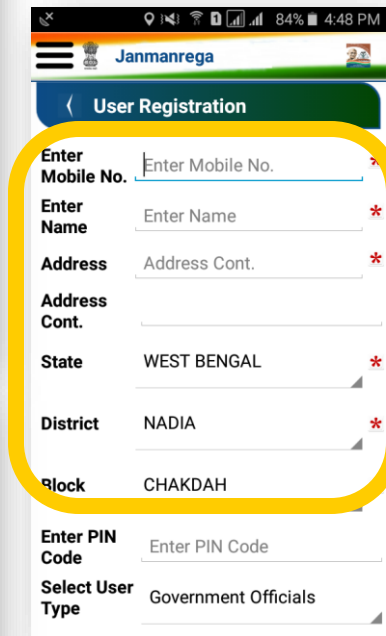 84% 4:48 PM
Janmanrega
User Registration
Enter
Mobile No. Enter Mobile No. *
Enter
Name Enter Name *
Address Address Cont. *
Address
Cont.
State WEST BENGAL *
District NADIA *
Block CHAKDAH
Enter PIN
Code Enter PIN Code
Select User
Type Government Officials